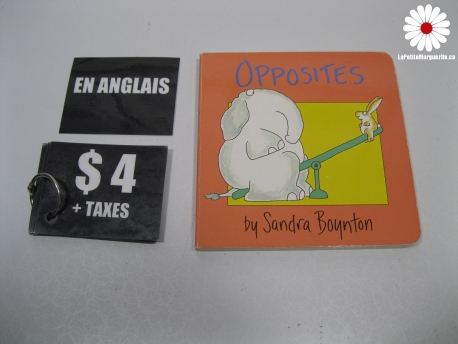 EN ANGLAIS
$ 4
+ TAXES
OPPOSITES
by Sandra Boynton
LaPetiteMarguerite.ca